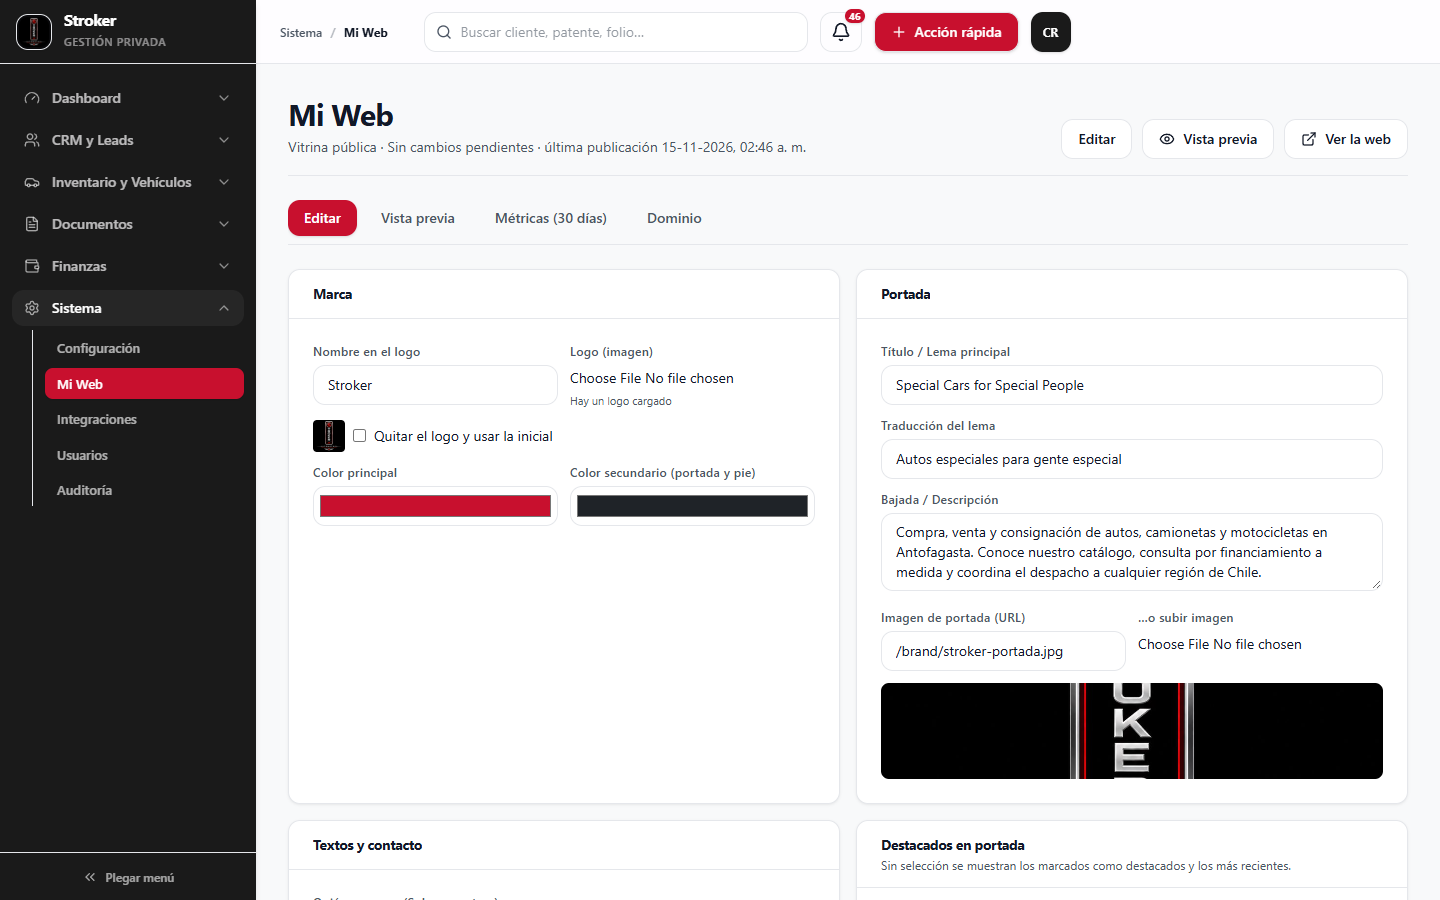 Stroker
GESTIÓN PRIVADA
Dashboard
CRM y Leads
Inventario y Vehículos
Documentos
Finanzas
Sistema
Configuración
Mi Web
Integraciones
Usuarios
Auditoría
Plegar menú
Sistema / Mi Web
Buscar cliente, patente, folio...
46
Acción rápida
CR
Mi Web
Vitrina pública · Sin cambios pendientes · última publicación 15-11-2026, 02:46 a. m.
Editar
Vista previa
Ver la web
Editar
Vista previa
Métricas (30 días)
Dominio
Marca
Nombre en el logo
Stroker
Logo (imagen)
Choose File No file chosen
Hay un logo cargado
Quitar el logo y usar la inicial
Color principal
Color secundario (portada y pie)
Portada
Título / Lema principal
Special Cars for Special People
Traducción del lema
Autos especiales para gente especial
Bajada / Descripción
Compra, venta y consignación de autos, camionetas y motocicletas en
Antofagasta. Conoce nuestro catálogo, consulta por financiamiento a
medida y coordina el despacho a cualquier región de Chile.
Imagen de portada (URL)
/brand/stroker-portada.jpg
...o subir imagen
Choose File No file chosen
OKE
Textos y contacto
Destacados en portada
Sin selección se muestran los marcados como destacados y los más recientes.